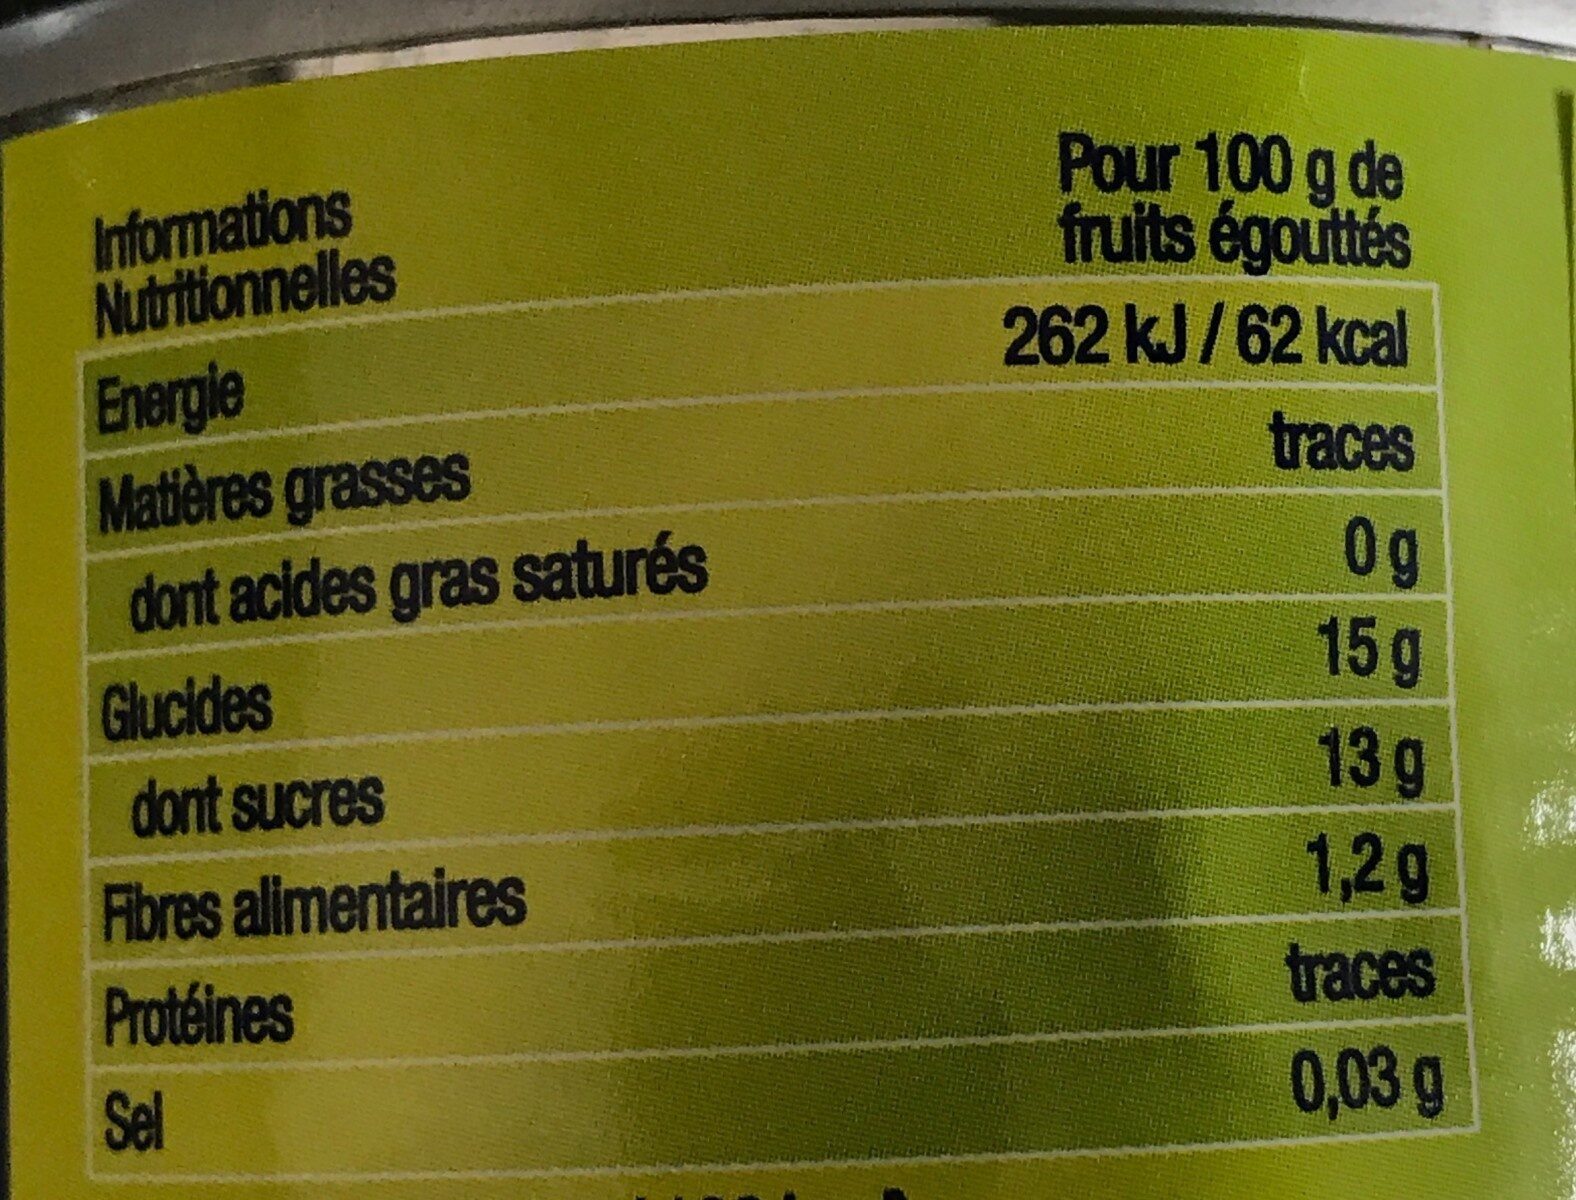 Informations
Nutritionnelles
Pour 100 g de
fruits égouttés
Energie 262 kJ / 62 kcal
Matières grasses traces
dont acides gras saturés 0 g
Glucides 15 g
dont sucres 13 g
Fibres alimentaires 1,2 g
Protéines traces
Sel 0,03 g